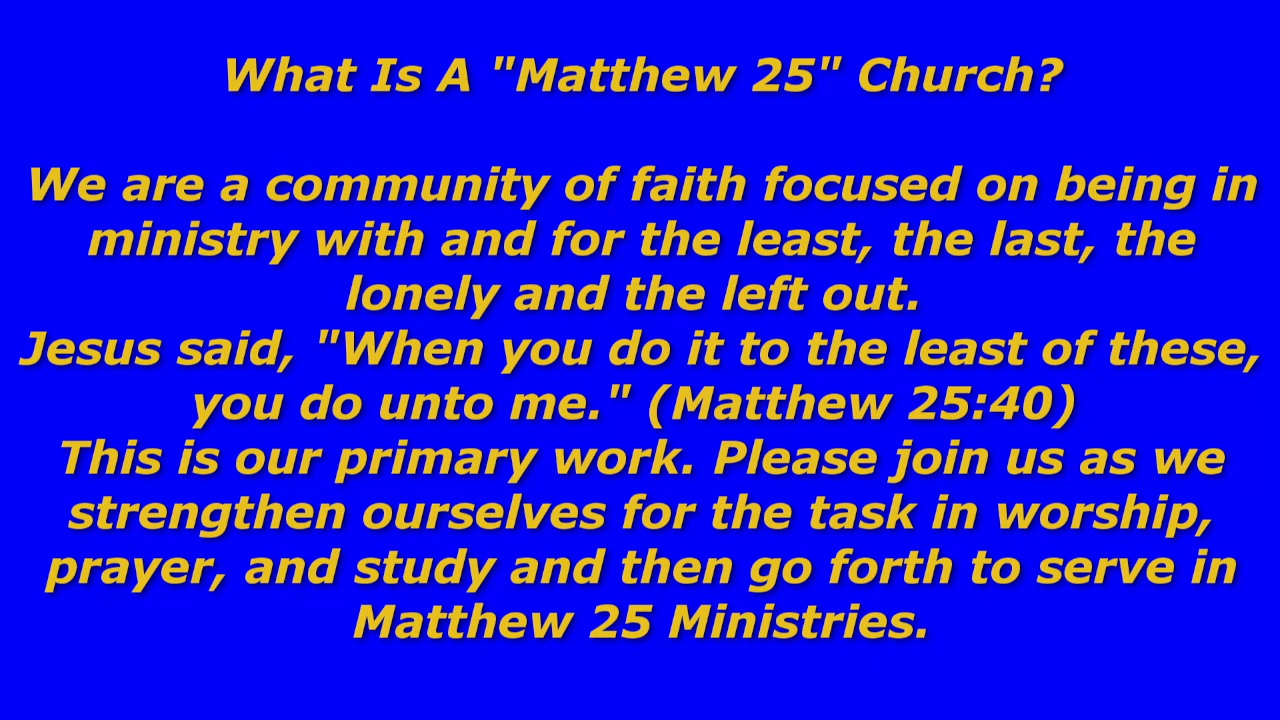 What Is A "Matthew 25" Church?
We are a community of faith focused on being in
ministry with and for the least, the last, the
lonely and the left out.
Jesus said, "When you do it to the least of these,
you do unto me." (Matthew 25:40)
This is our primary work. Please join us as we
strengthen ourselves for the task in worship,
prayer, and study and then go forth to serve in
Matthew 25 Ministries.